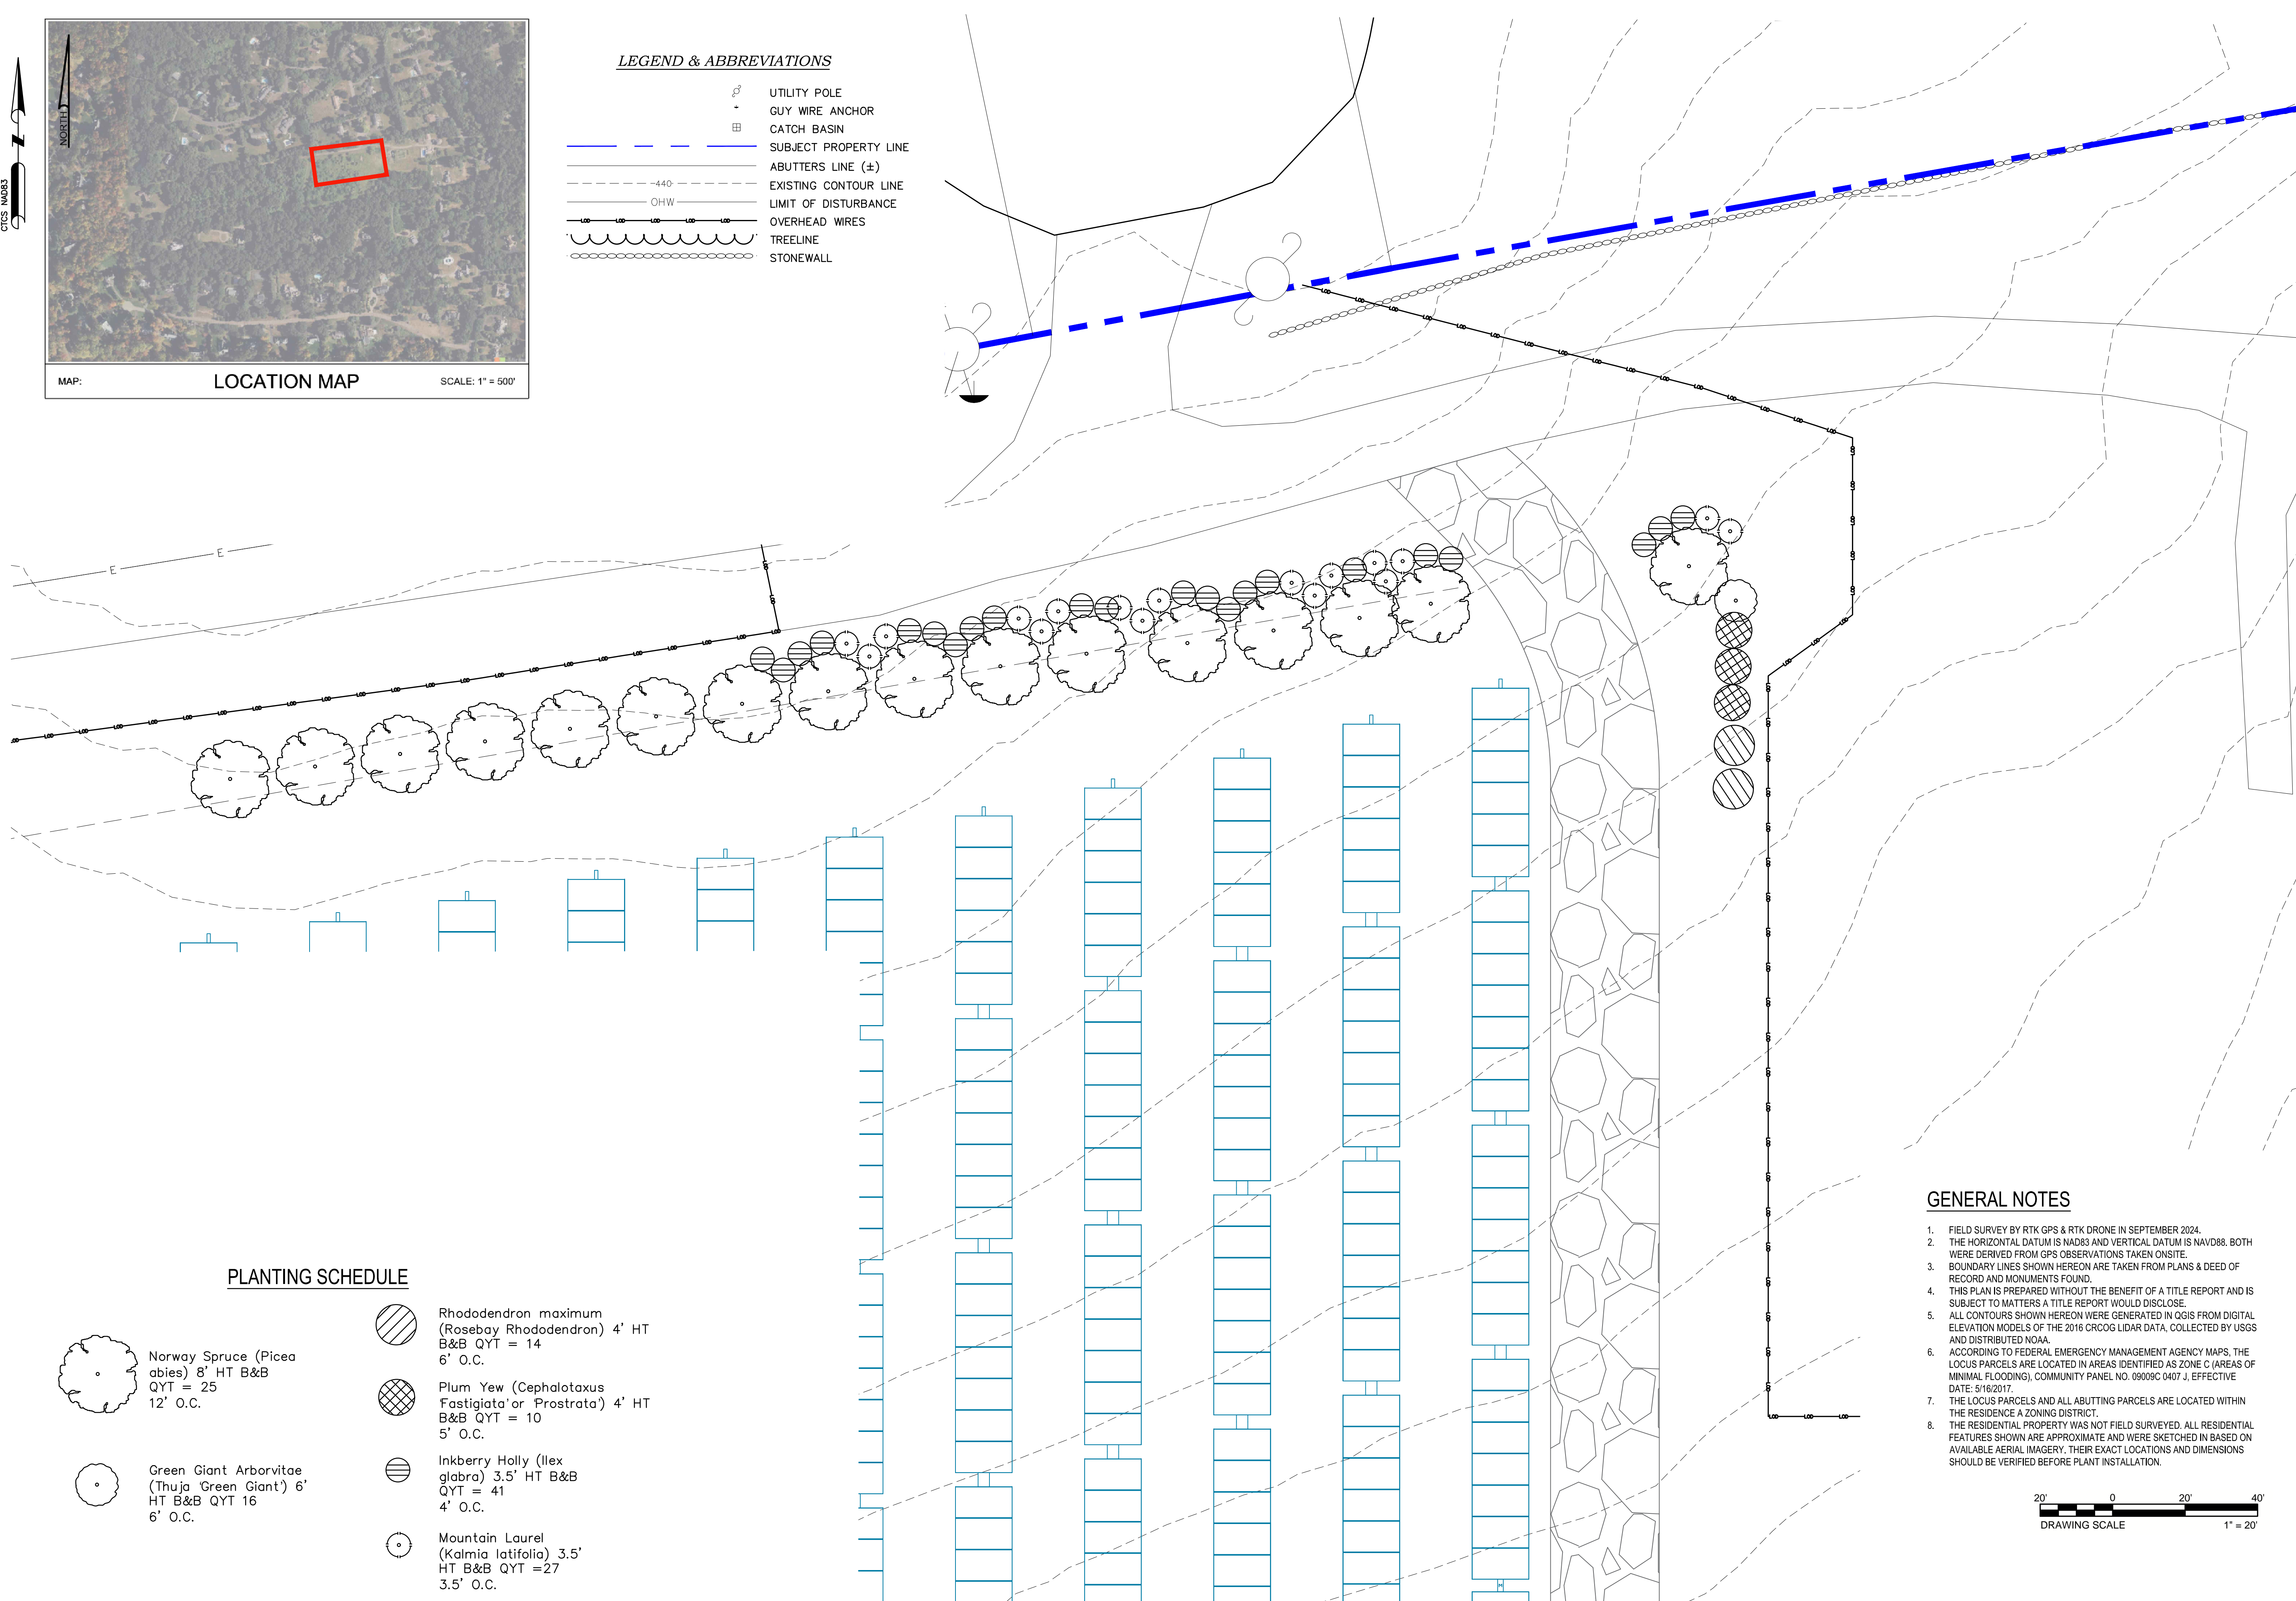 CTCS NAD83
N
NORTH
MAP:
LOCATION MAP
SCALE: 1" = 500'
LEGEND & ABBREVIATIONS
UTILITY POLE
GUY WIRE ANCHOR
CATCH BASIN
SUBJECT PROPERTY LINE
ABUTTERS LINE (±)
440
EXISTING CONTOUR LINE
OHW
LIMIT OF DISTURBANCE
LOD LOD LOD LOD LOD
OVERHEAD WIRES
TREELINE
STONEWALL
E
E
PLANTING SCHEDULE
Norway Spruce (Picea
abies) 8' HT B&B
QYT = 25
12' O.C.
Green Giant Arborvitae
(Thuja 'Green Giant') 6'
HT B&B QYT 16
6' O.C.
Rhododendron maximum
(Rosebay Rhododendron) 4' HT
B&B QYT = 14
6' O.C.
Plum Yew (Cephalotaxus
'Fastigiata' or 'Prostrata') 4' HT
B&B QYT = 10
5' O.C.
Inkberry Holly (Ilex
glabra) 3.5' HT B&B
QYT = 41
4' O.C.
Mountain Laurel
(Kalmia latifolia) 3.5'
HT B&B QYT =27
3.5' O.C.
GENERAL NOTES
1. FIELD SURVEY BY RTK GPS & RTK DRONE IN SEPTEMBER 2024.
2. THE HORIZONTAL DATUM IS NAD83 AND VERTICAL DATUM IS NAVD88. BOTH
WERE DERIVED FROM GPS OBSERVATIONS TAKEN ONSITE.
3. BOUNDARY LINES SHOWN HEREON ARE TAKEN FROM PLANS & DEED OF
RECORD AND MONUMENTS FOUND.
4. THIS PLAN IS PREPARED WITHOUT THE BENEFIT OF A TITLE REPORT AND IS
SUBJECT TO MATTERS A TITLE REPORT WOULD DISCLOSE.
5. ALL CONTOURS SHOWN HEREON WERE GENERATED IN QGIS FROM DIGITAL
ELEVATION MODELS OF THE 2016 CRCOG LIDAR DATA, COLLECTED BY USGS
AND DISTRIBUTED NOAA.
6. ACCORDING TO FEDERAL EMERGENCY MANAGEMENT AGENCY MAPS, THE
LOCUS PARCELS ARE LOCATED IN AREAS IDENTIFIED AS ZONE C (AREAS OF
MINIMAL FLOODING), COMMUNITY PANEL NO. 09009C 0407 J, EFFECTIVE
DATE: 5/16/2017.
7. THE LOCUS PARCELS AND ALL ABUTTING PARCELS ARE LOCATED WITHIN
THE RESIDENCE A ZONING DISTRICT.
8. THE RESIDENTIAL PROPERTY WAS NOT FIELD SURVEYED. ALL RESIDENTIAL
FEATURES SHOWN ARE APPROXIMATE AND WERE SKETCHED IN BASED ON
AVAILABLE AERIAL IMAGERY. THEIR EXACT LOCATIONS AND DIMENSIONS
SHOULD BE VERIFIED BEFORE PLANT INSTALLATION.
20' 0 20' 40'
DRAWING SCALE 1" = 20'